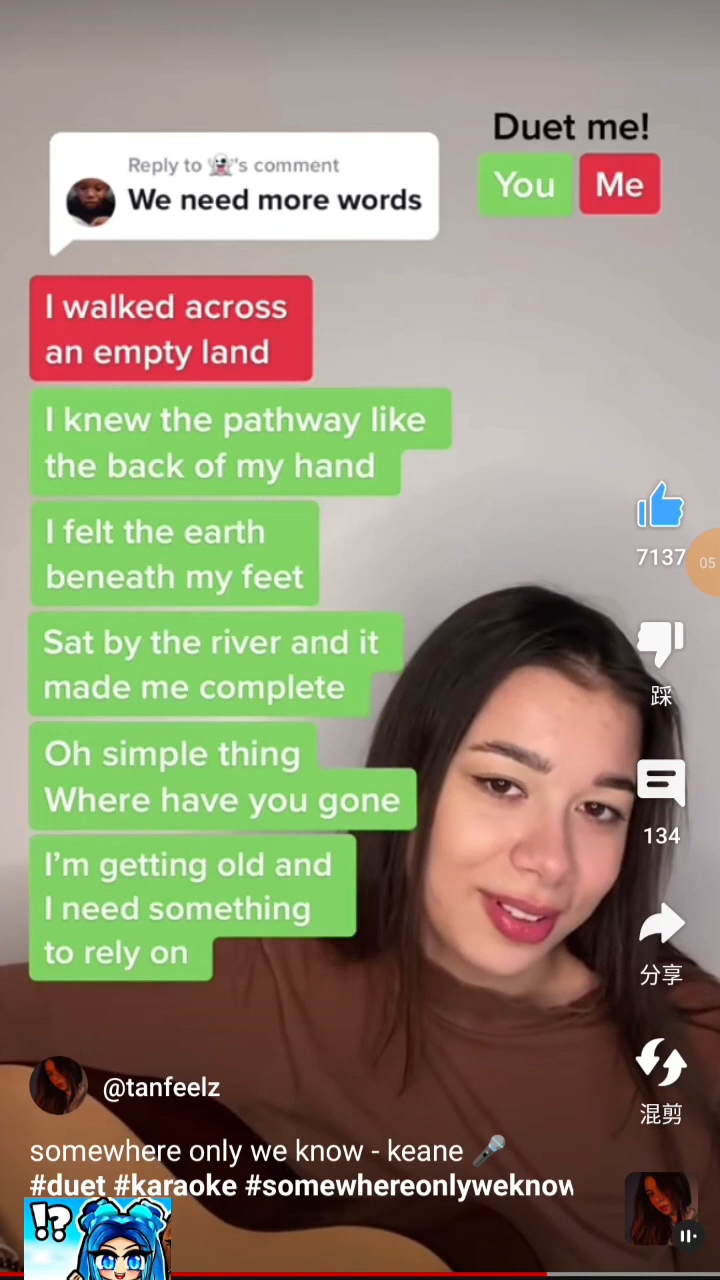 Duet me!
You Me
Reply to 👻's comment
We need more words
I walked across
an empty land
I knew the pathway like
the back of my hand
I felt the earth
beneath my feet
Sat by the river and it
made me complete
Oh simple thing
Where have you gone
I'm getting old and
I need something
to rely on
7137
05
踩
134
分享
混剪
@tanfeelz
somewhere only we know - keane 🎤
#duet #karaoke #somewhereonlyweknow
!?